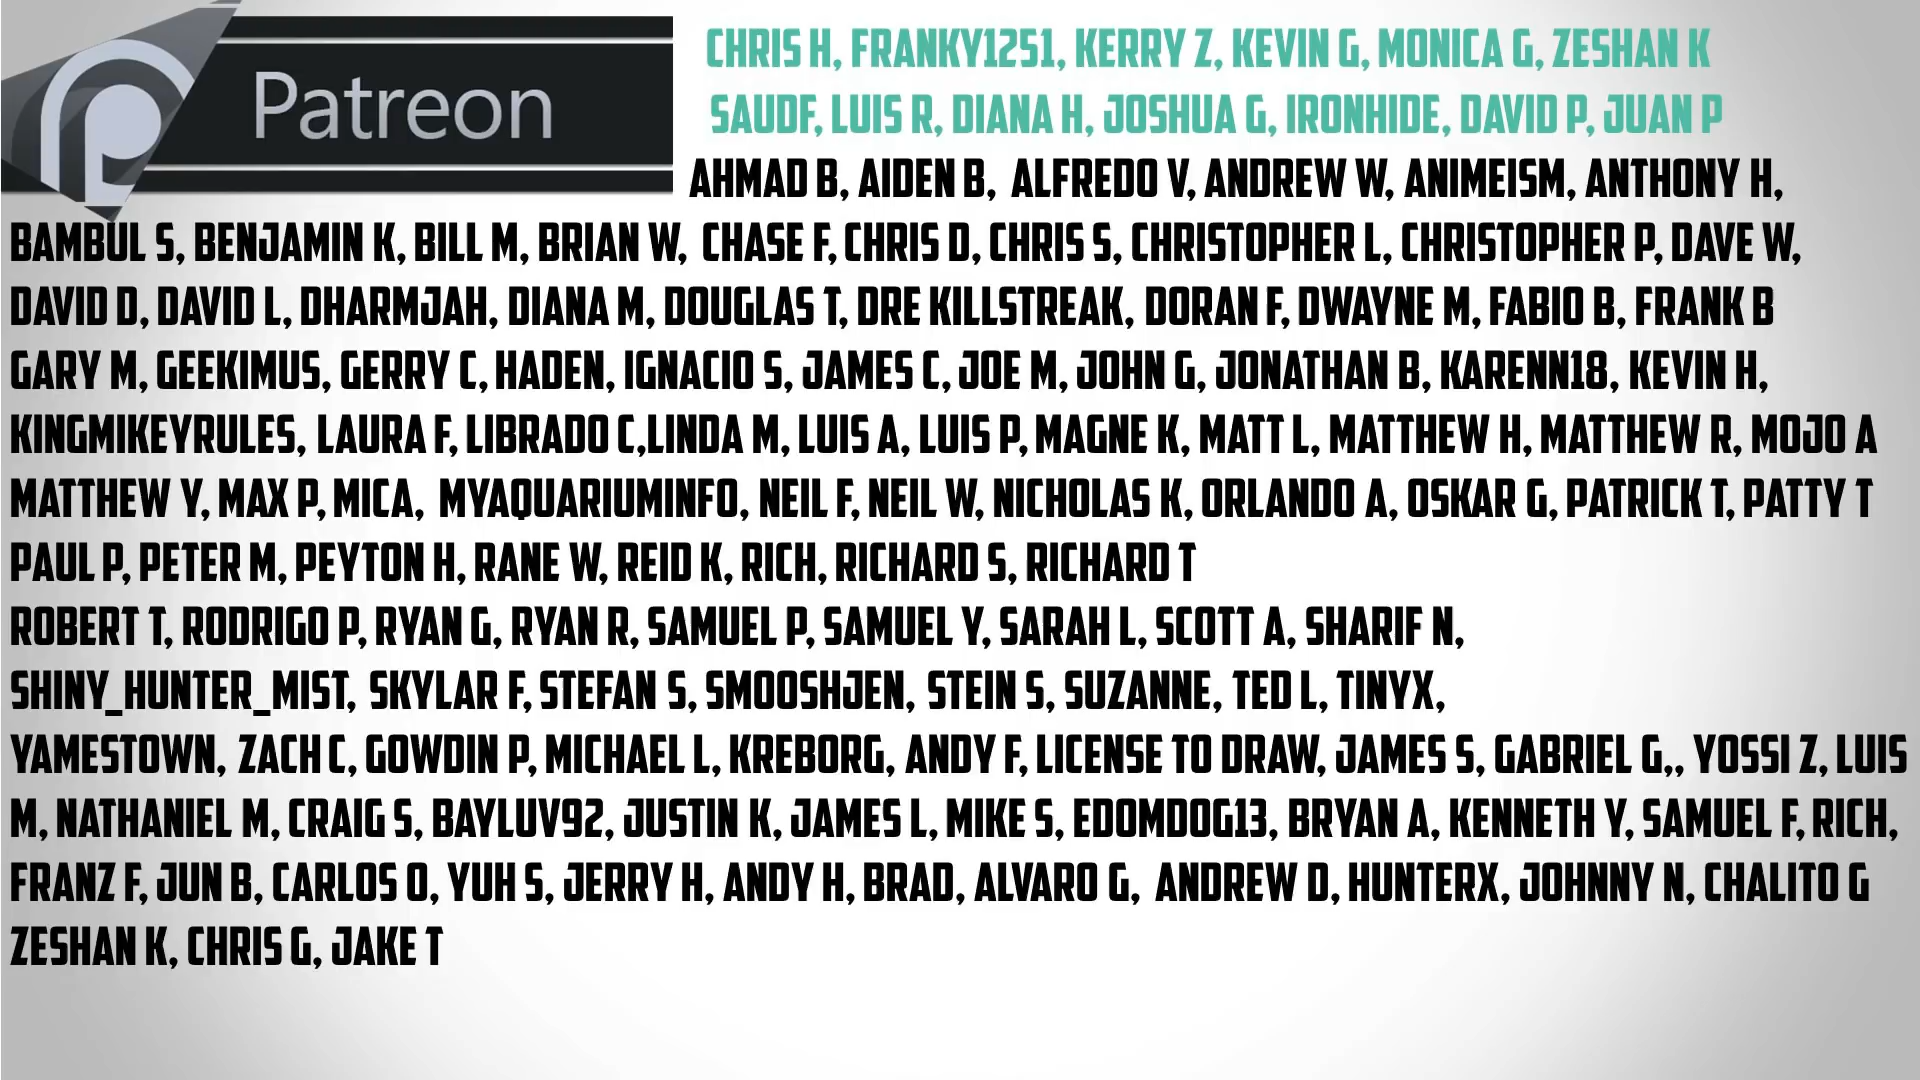 Patreon
CHRIS H, FRANKY1251, KERRY Z, KEVIN G, MONICA G, ZESHAN K
SAUDF, LUIS R, DIANA H, JOSHUA G, IRONHIDE, DAVID P, JUAN P
AHMAD B, AIDEN B, ALFREDO V, ANDREW W, ANIMEISM, ANTHONY H,
BAMBUL S, BENJAMIN K, BILL M, BRIAN W, CHASE F, CHRIS D, CHRIS S, CHRISTOPHER L, CHRISTOPHER P, DAVE W,
DAVID D, DAVID L, DHARMJAH, DIANA M, DOUGLAS T, DRE KILLSTREAK, DORAN F, DWAYNE M, FABIO B, FRANK B
GARY M, GEEKIMUS, GERRY C, HADEN, IGNACIO S, JAMES C, JOE M, JOHN G, JONATHAN B, KARENN18, KEVIN H,
KINGMIKEYRULES, LAURA F, LIBRADO C,LINDA M, LUIS A, LUIS P, MAGNE K, MATT L, MATTHEW H, MATTHEW R, MOJO A
MATTHEW Y, MAX P, MICA, MYAQUARIUMINFO, NEIL F, NEIL W, NICHOLAS K, ORLANDO A, OSKAR G, PATRICK T, PATTY T
PAUL P, PETER M, PEYTON H, RANE W, REID K, RICH, RICHARD S, RICHARD T
ROBERT T, RODRIGO P, RYAN G, RYAN R, SAMUEL P, SAMUEL Y, SARAH L, SCOTT A, SHARIF N,
SHINY_HUNTER_MIST, SKYLAR F, STEFAN S, SMOOSHJEN, STEIN S, SUZANNE, TED L, TINYX,
YAMESTOWN, ZACH C, GOWDIN P, MICHAEL L, KREBORG, ANDY F, LICENSE TO DRAW, JAMES S, GABRIEL G,, YOSSI Z, LUIS
M, NATHANIEL M, CRAIG S, BAYLUV92, JUSTIN K, JAMES L, MIKE S, EDOMDOG13, BRYAN A, KENNETH Y, SAMUEL F, RICH,
FRANZ F, JUN B, CARLOS O, YUH S, JERRY H, ANDY H, BRAD, ALVARO G, ANDREW D, HUNTERX, JOHNNY N, CHALITO G
ZESHAN K, CHRIS G, JAKE T